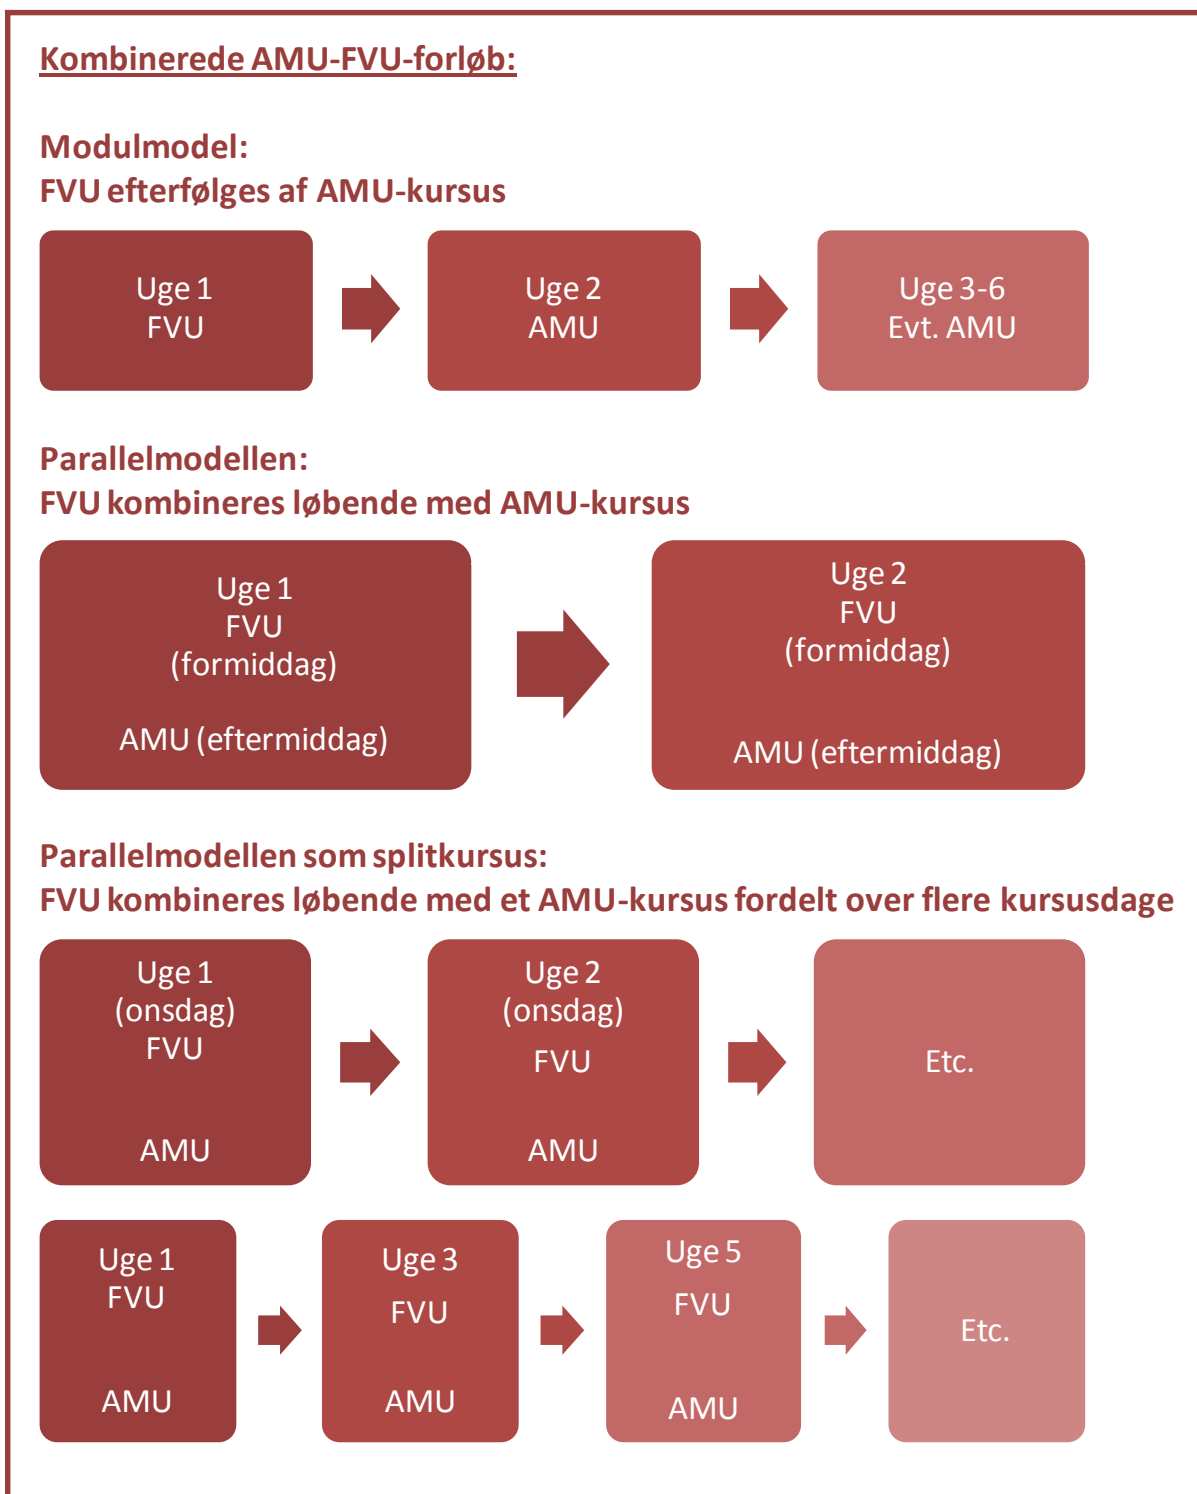 Kombinerede AMU-FVU-forløb:
Modulmodel:
FVU efterfølges af AMU-kursus
Uge 1
FVU
Uge 2
AMU
Uge 3-6
Evt. AMU
Parallelmodellen:
FVU kombineres løbende med AMU-kursus
Uge 1
FVU
(formiddag)
AMU (eftermiddag)
Uge 2
FVU
(formiddag)
AMU (eftermiddag)
Parallelmodellen som splitkursus:
FVU kombineres løbende med et AMU-kursus fordelt over flere kursusdage
Uge 1
(onsdag)
FVU
AMU
Uge 2
(onsdag)
FVU
AMU
Etc.
Uge 1
FVU
AMU
Uge 3
FVU
AMU
Uge 5
FVU
AMU
Etc.